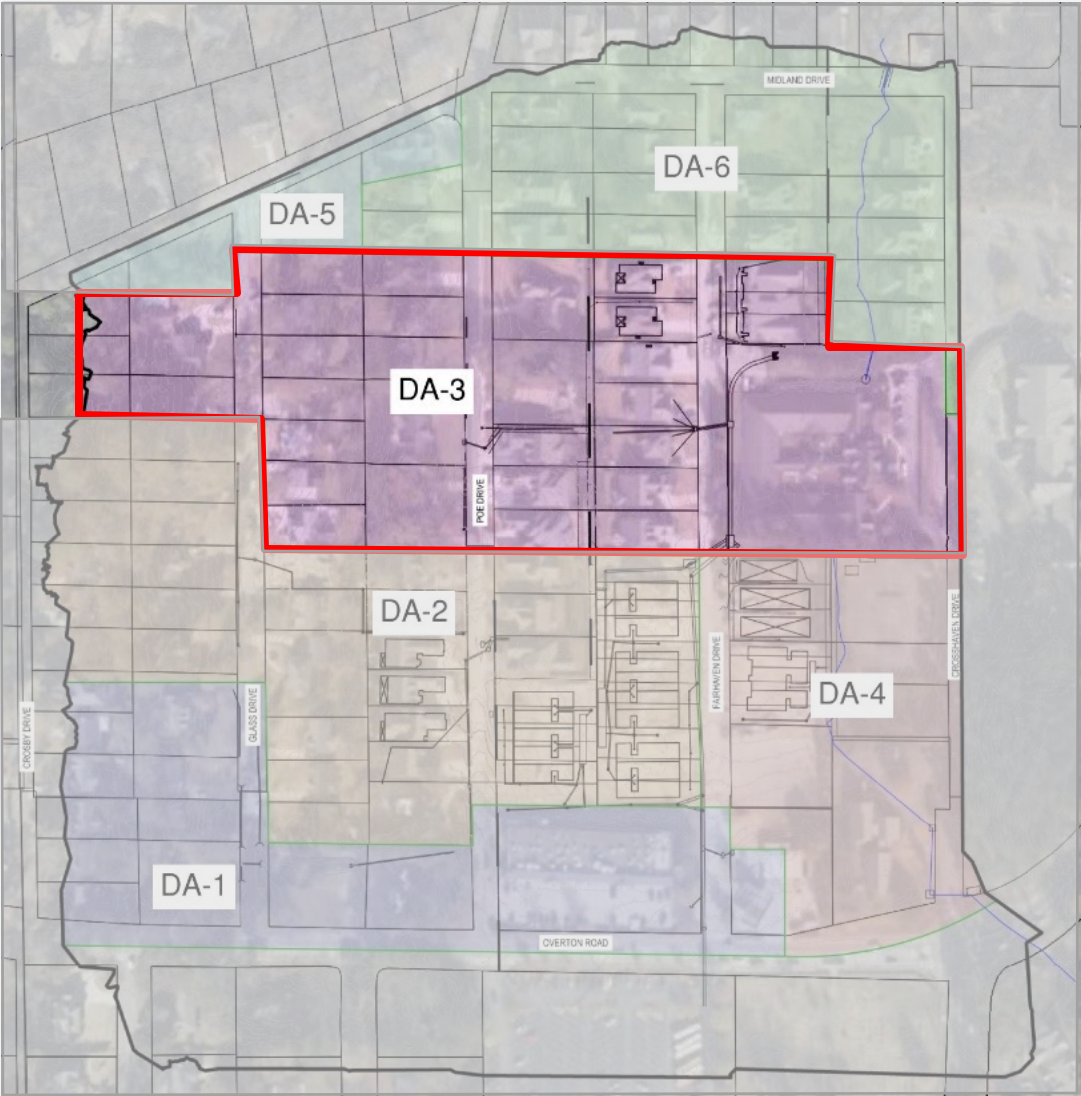 MIDLAND DRIVE
DA-6
DA-5
DA-3
POE DRIVE
DA-2
CROSSHAVEN DRIVE
FAIRHAVEN DRIVE
DA-4
GLASS DRIVE
CROSBY DRIVE
DA-1
OVERTON ROAD